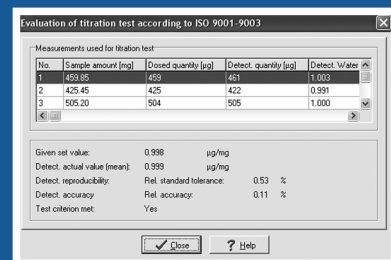 Evaluation of titration test according to ISO 9001-9003
Measurements used for titration test
No. Sample amount [mg] Dosed quantity [µg] Detect. quantity [µg] Detect. Water
1 459.85 459 461 1.003
2 425.45 425 422 0.991
3 505.20 504 505 1.000
Given set value: 0.998 µg/mg
Detect. actual value (mean): 0.999 µg/mg
Detect. reproducibility: Rel. standard tolerance: 0.53 %
Detect. accuracy Rel. accuracy: 0.11 %
Test criterion met: Yes
Close ? Help